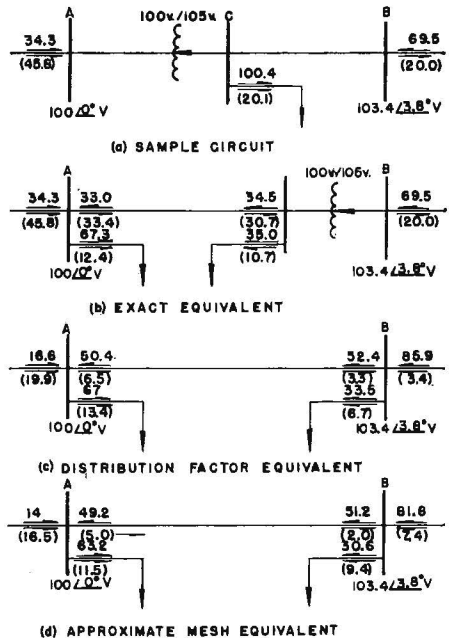 A 100v/105v. C B
34.3 69.5
(45.8) (20.0)
100.4
(20.1)
100∠0° V 103.4∠3.8° V
(a) SAMPLE CIRCUIT
A 100v/105v. B
34.3 33.0 34.5 69.5
(45.8) (33.4) (30.7) (20.0)
67.3 35.0
(12.4) (10.7)
100∠0° V 103.4∠3.8° V
(b) EXACT EQUIVALENT
A B
16.6 50.4 52.4 85.9
(19.9) (6.5) (3.3) (3.4)
67 33.5
(13.4) (6.7)
100∠0° V 103.4∠3.8° V
(c) DISTRIBUTION FACTOR EQUIVALENT
A B
14 49.2 51.2 81.8
(16.5) (5.0) (2.0) (7.4)
63.2 30.6
(11.5) (9.4)
100∠0° V 103.4∠3.8° V
(d) APPROXIMATE MESH EQUIVALENT